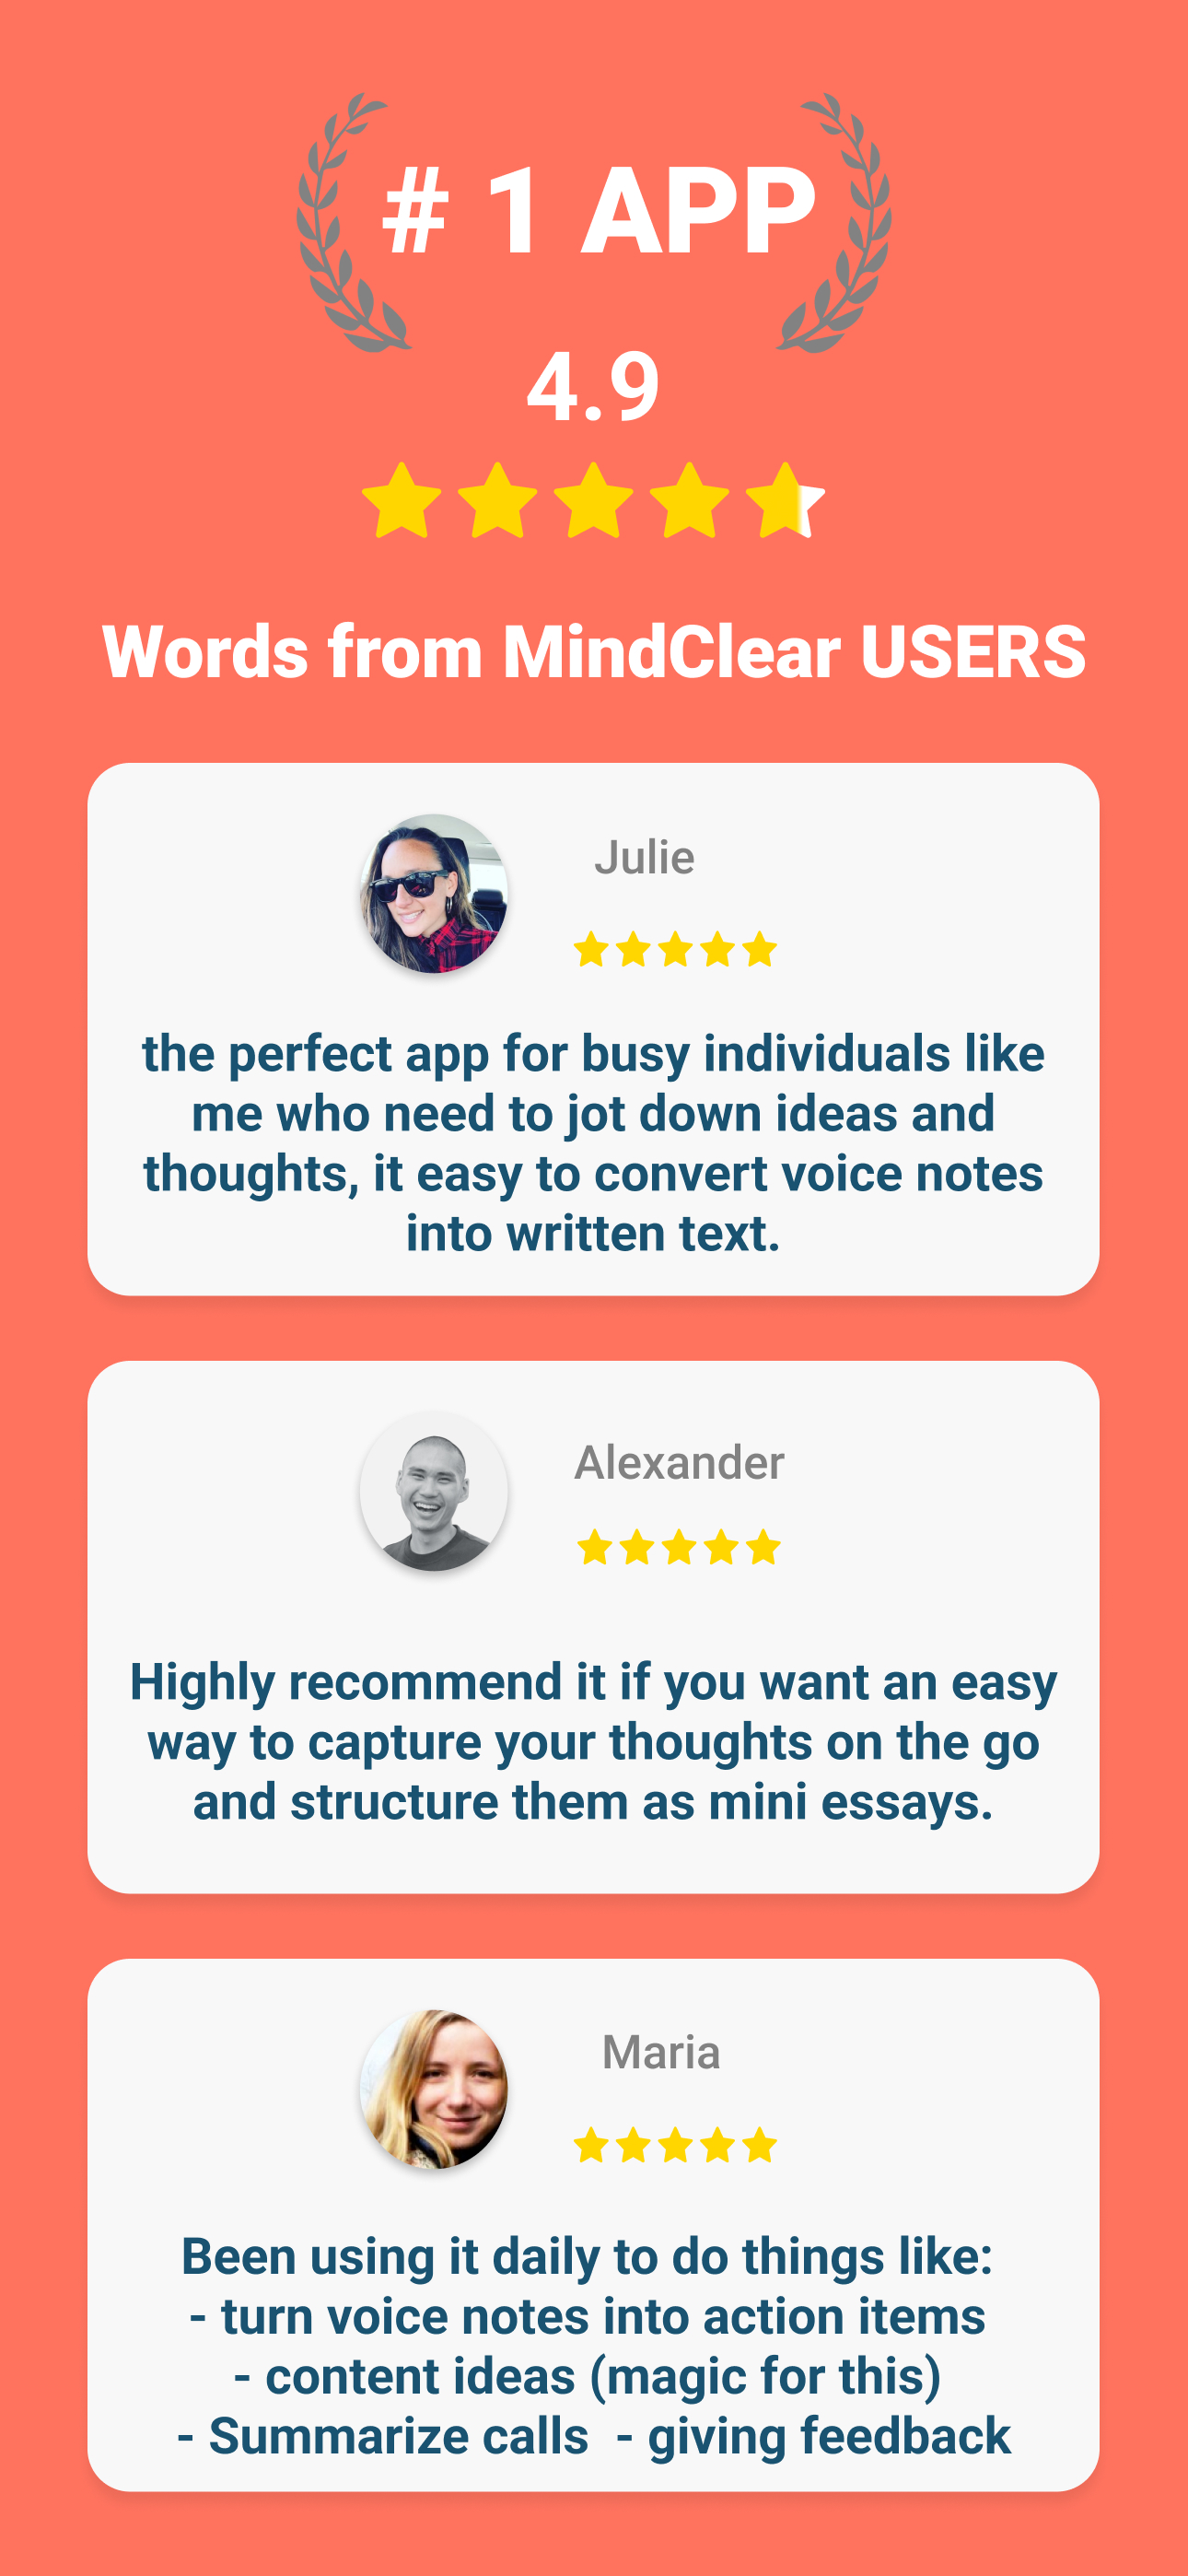 # 1 APP
4.9
Words from MindClear USERS
Julie
the perfect app for busy individuals like
me who need to jot down ideas and
thoughts, it easy to convert voice notes
into written text.
Alexander
Highly recommend it if you want an easy
way to capture your thoughts on the go
and structure them as mini essays.
Maria
Been using it daily to do things like:
- turn voice notes into action items
- content ideas (magic for this)
- Summarize calls  - giving feedback